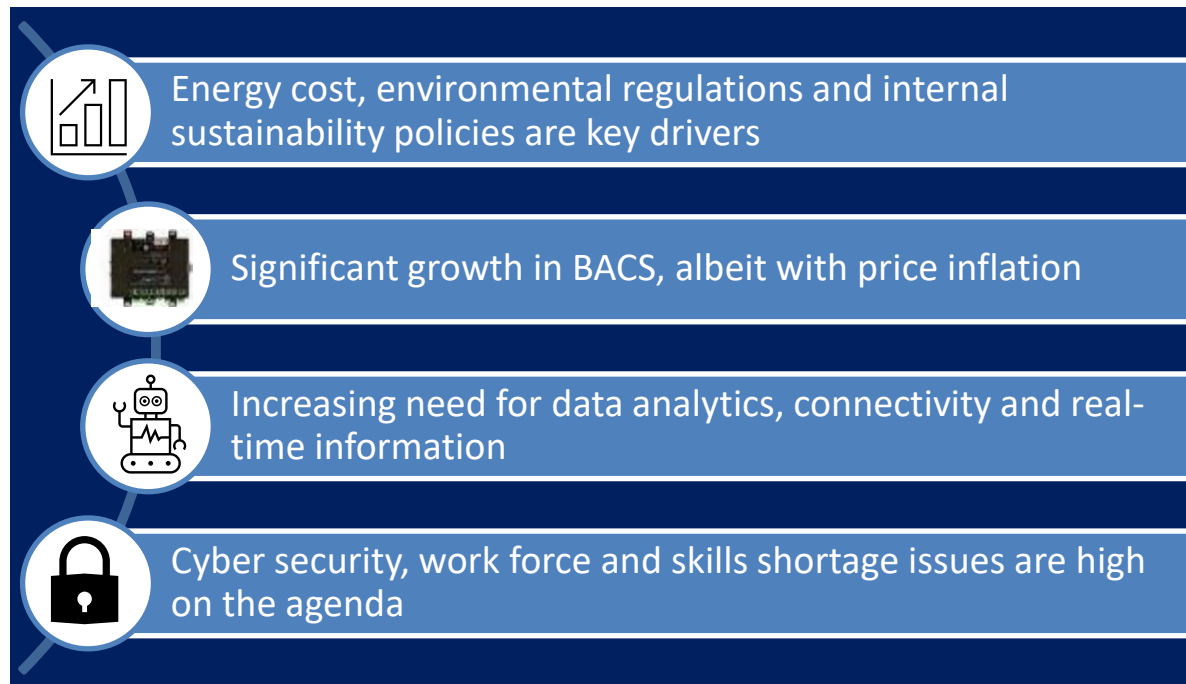 Energy cost, environmental regulations and internal
sustainability policies are key drivers
Significant growth in BACS, albeit with price inflation
Increasing need for data analytics, connectivity and real-
time information
Cyber security, work force and skills shortage issues are high
on the agenda